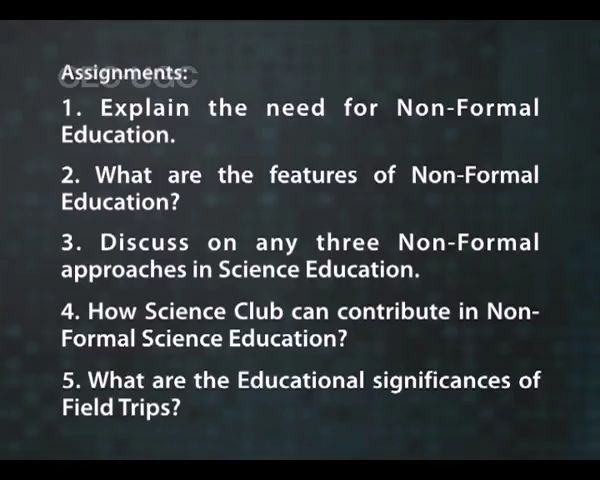 CEC-UGC
Assignments:
1. Explain the need for Non-Formal
Education.
2. What are the features of Non-Formal
Education?
3. Discuss on any three Non-Formal
approaches in Science Education.
4. How Science Club can contribute in Non-
Formal Science Education?
5. What are the Educational significances of
Field Trips?